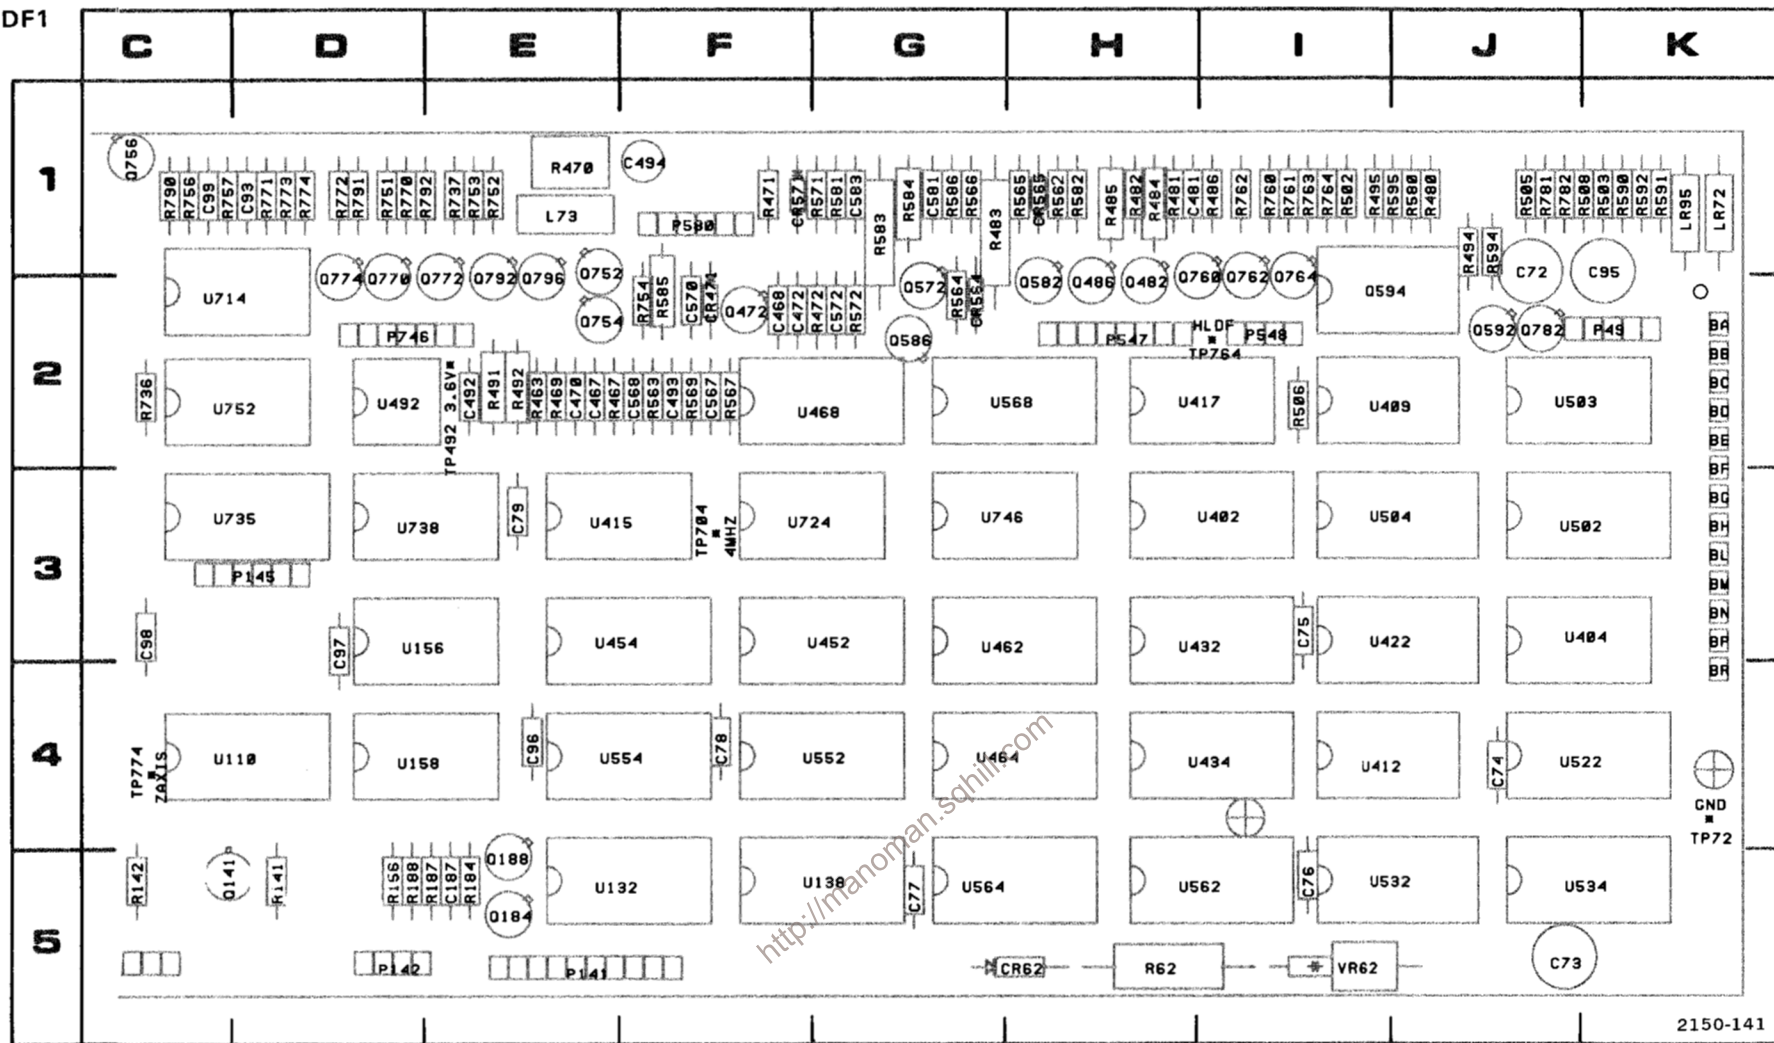 DF1
C D E F G H I J K
1
Q756
R790 R756 C99 R757 C93 R771 R773 R774 R772 R791 R751 R770 R792 R737 R753 R752
R470
C494
L73
P580
R471 CR571 R571 R581 C583 R583 R584 C581 R586 R566 R483 R565 CR565 R562 R582 R485 R482 R484 R481 C481 R486 R762 R760 R761 R763 R764 R502 R495 R595 R580 R480
R505 R781 R782 R508 R503 R590 R592 R591 LR95 LR72
R494 R594
U714 Q774 Q770 Q772 Q792 Q796 Q752 Q754 R754 R585 C570 CR471 Q472 C468 C472 R472 C572 R572 Q572 R564 CR564 Q582 Q486 Q482 Q760 Q762 Q764 Q594 C72 C95
P746 Q586 P547 HLDF TP764 P548 Q592 Q782 P49
BA
BB
BC
BD
BE
BF
BG
BH
BL
BM
BN
BP
BR
2
R736 U752 U492 TP492 3.6V C492 R491 R492 R463 R469 C470 C467 R467 C568 R563 C493 R569 C567 R567 U468 U568 U417 R506 U409 U503
3
U735 U738 C79 U415 TP704 4MHZ U724 U746 U402 U504 U502
P145
C98 C97 U156 U454 U452 U462 U432 C75 U422 U404
4
TP774 ZAXIS U110 U158 C96 U554 C78 U552 U464 U434 U412 C74 U522
GND
TP72
5
R142 Q141 R141 R156 R188 R187 C187 R184 Q188 Q184 U132 U138 C77 U564 U562 C76 U532 U534
P142 P141 CR62 R62 VR62 C73
http://manoman.sqhill.com
2150-141